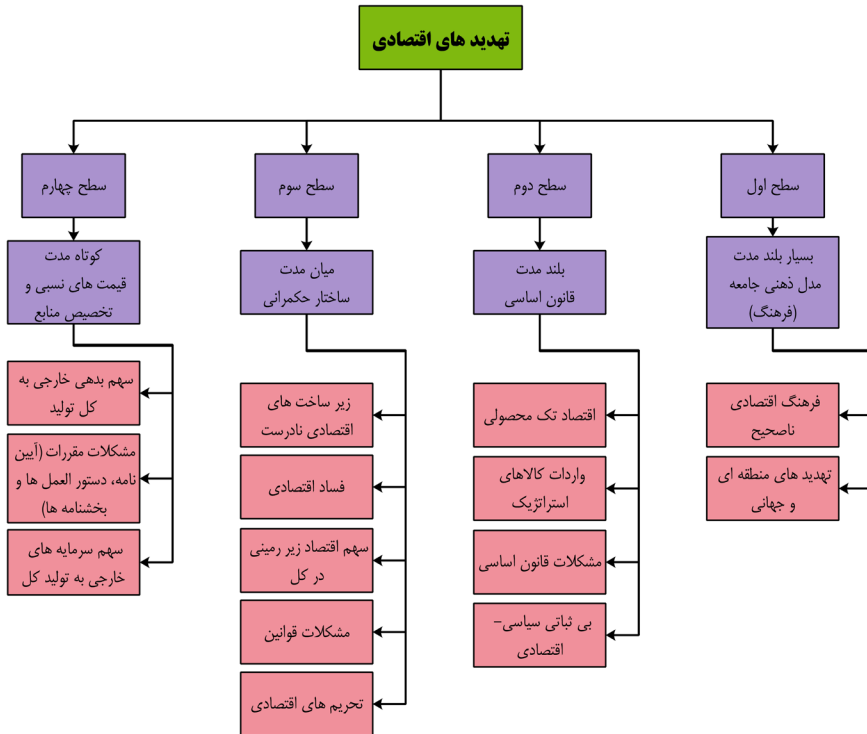 تهدید های اقتصادی
سطح اول
بسیار بلند مدت
مدل ذهنی جامعه
(فرهنگ)
فرهنگ اقتصادی
ناصحیح
تهدید های منطقه ای
و جهانی
سطح دوم
بلند مدت
قانون اساسی
اقتصاد تک محصولی
واردات کالاهای
استراتژیک
مشکلات قانون اساسی
بی ثباتی سیاسی–
اقتصادی
سطح سوم
میان مدت
ساختار حکمرانی
زیر ساخت های
اقتصادی نادرست
فساد اقتصادی
سهم اقتصاد زیر رمینی
در کل
مشکلات قوانین
تحریم های اقتصادی
سطح چهارم
کوتاه مدت
قیمت های نسبی و
تخصیص منابع
سهم بدهی خارجی به
کل تولید
مشکلات مقررات (آیین
نامه، دستور العمل ها و
بخشنامه ها)
سهم سرمایه های
خارجی به تولید کل